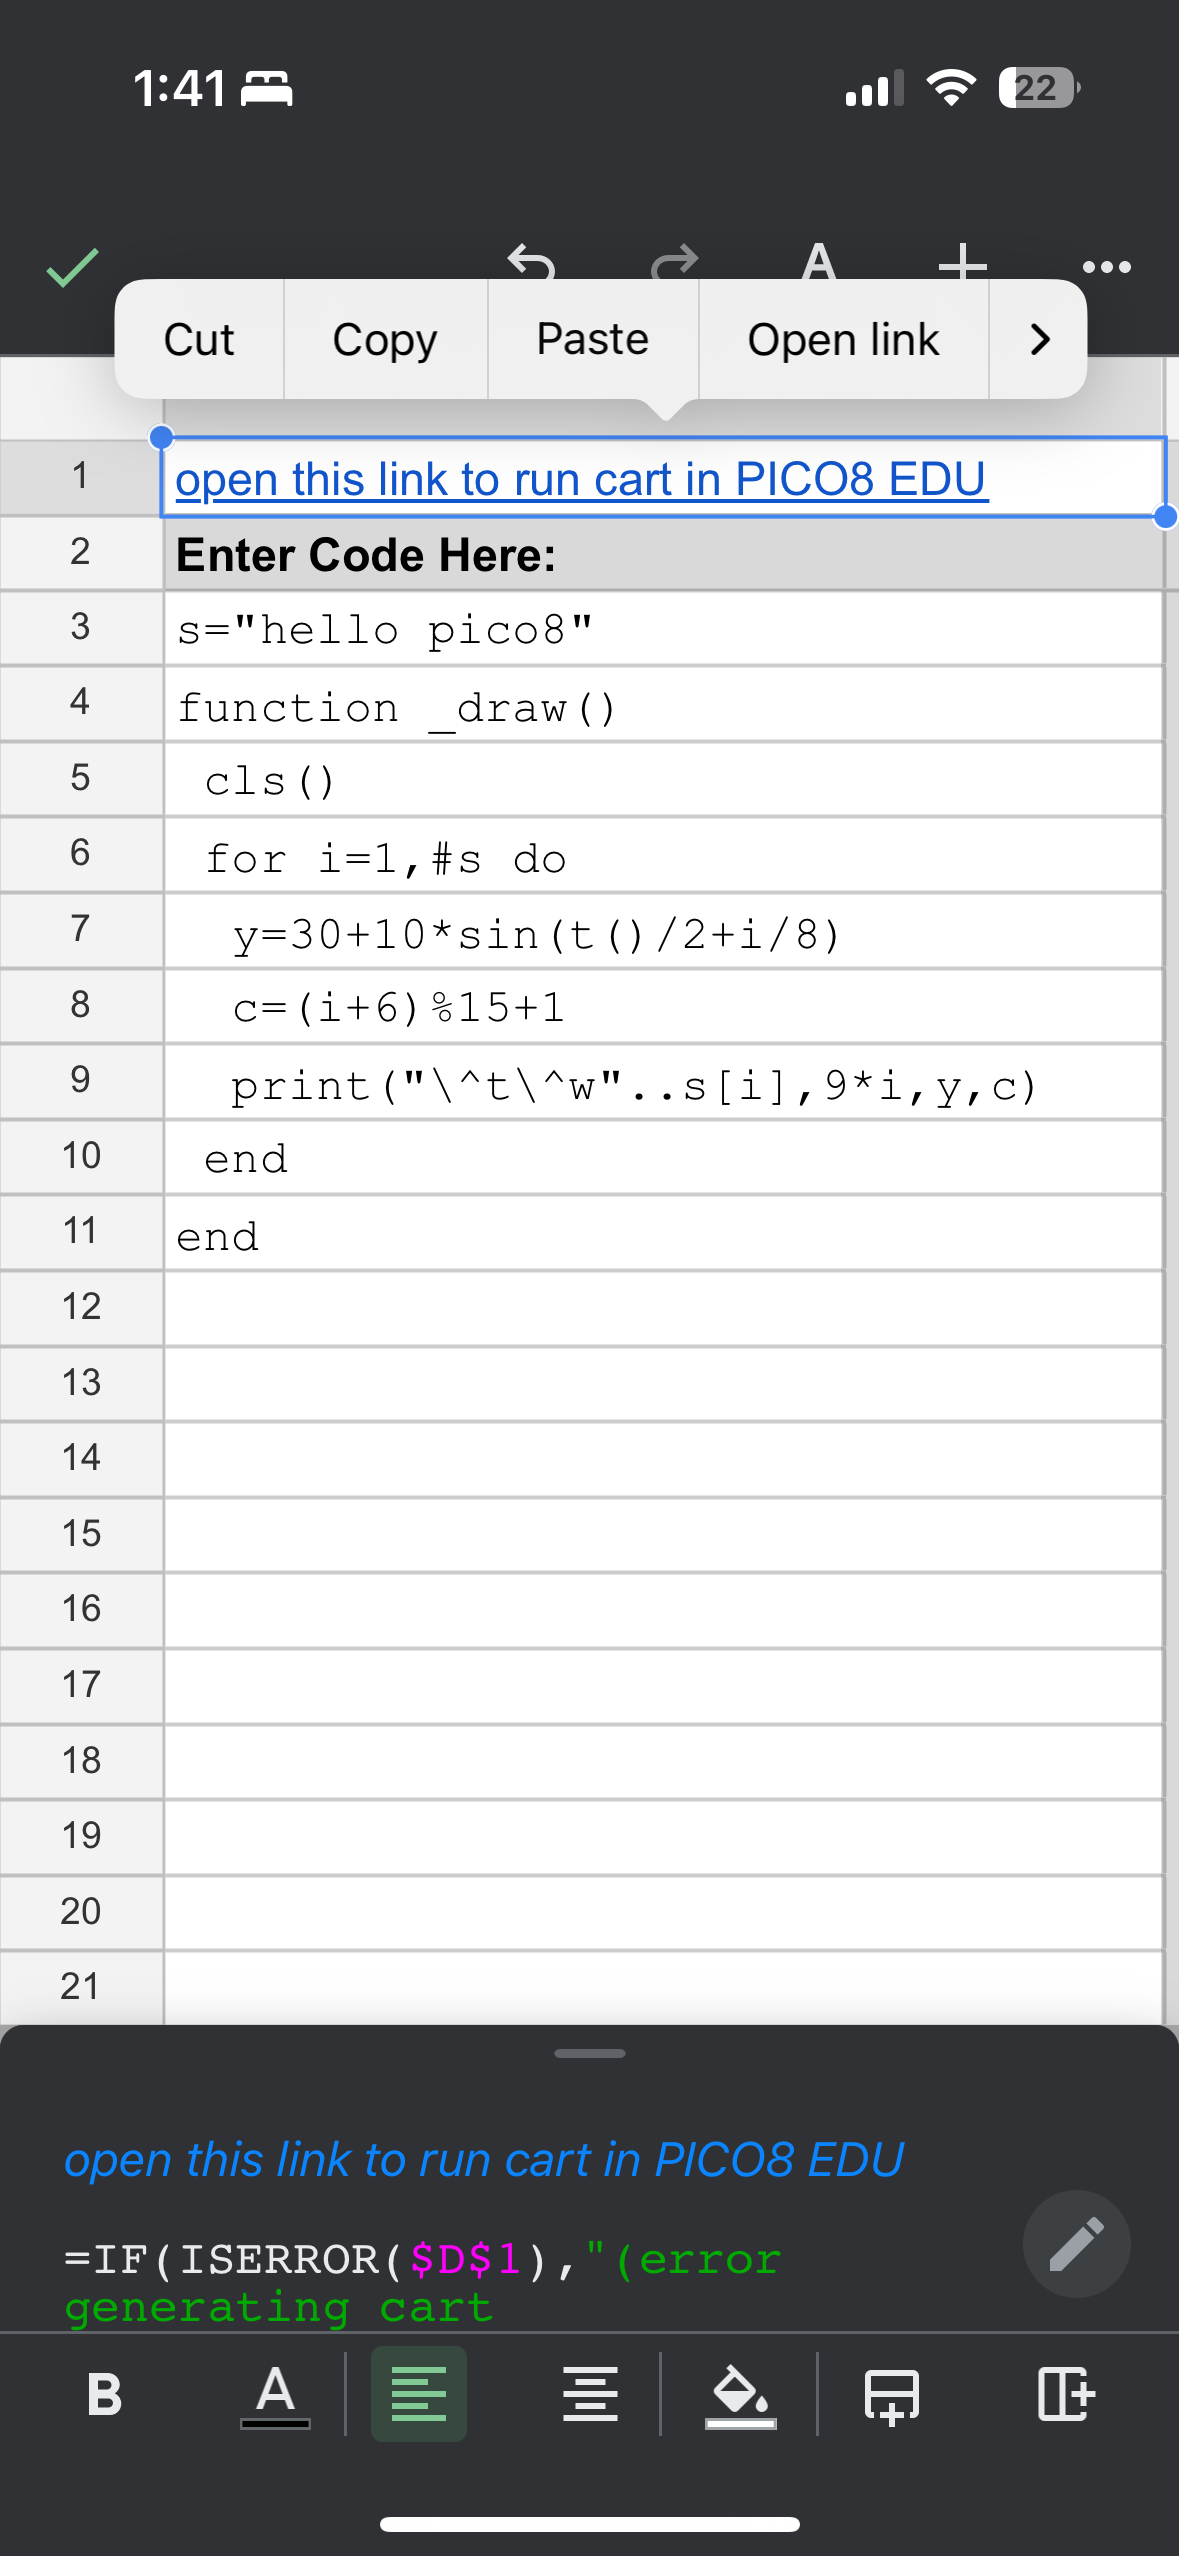 1:41
22
A
Cut Copy Paste Open link
1 open this link to run cart in PICO8 EDU
2 Enter Code Here:
3 s="hello pico8"
4 function _draw()
5  cls()
6  for i=1,#s do
7   y=30+10*sin(t()/2+i/8)
8   c=(i+6)%15+1
9   print("\^t\^w"..s[i],9*i,y,c)
10  end
11 end
12
13
14
15
16
17
18
19
20
21
open this link to run cart in PICO8 EDU
=IF(ISERROR($D$1),"(error
generating cart
B A